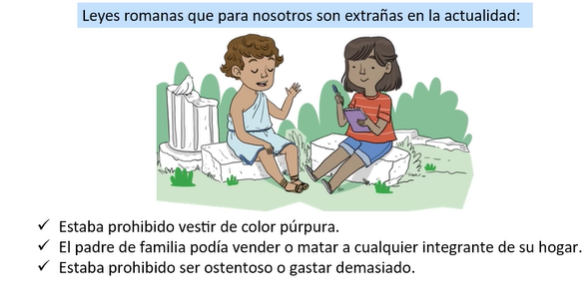 Leyes romanas que para nosotros son extrañas en la actualidad:
✓ Estaba prohibido vestir de color púrpura.
✓ El padre de familia podía vender o matar a cualquier integrante de su hogar.
✓ Estaba prohibido ser ostentoso o gastar demasiado.